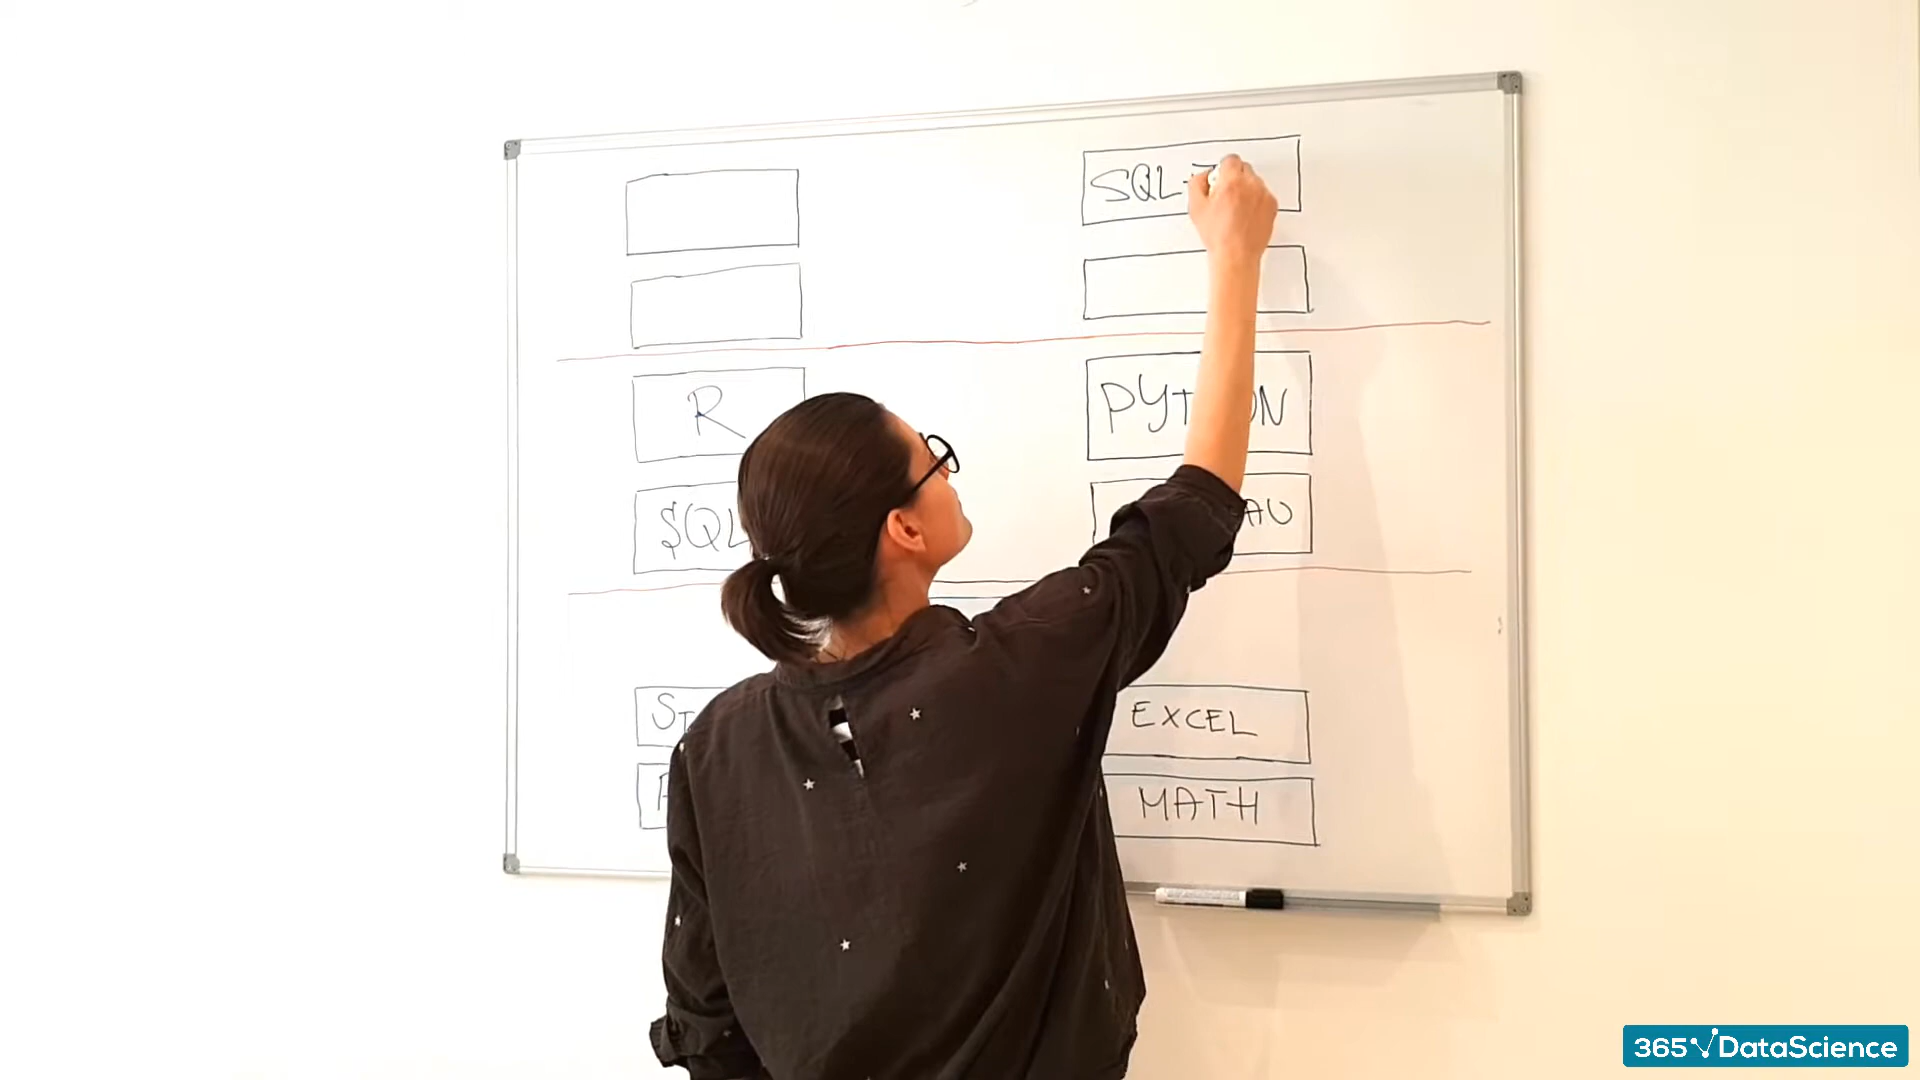 SQL
R
PYTHON
SQL
EXCEL
MATH
365 DataScience